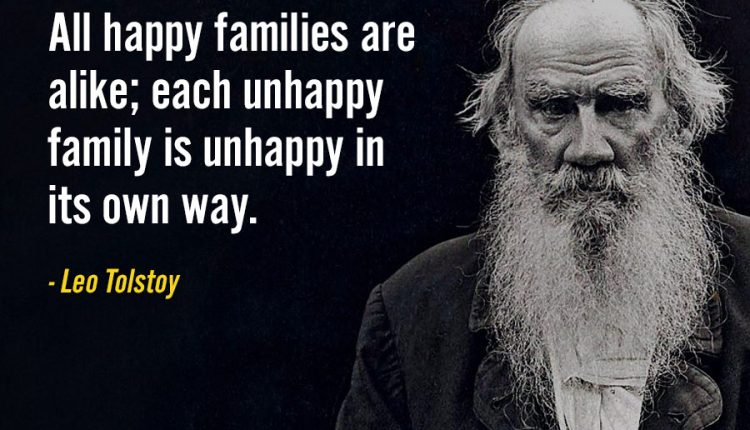 All happy families are
alike; each unhappy
family is unhappy in
its own way.
- Leo Tolstoy